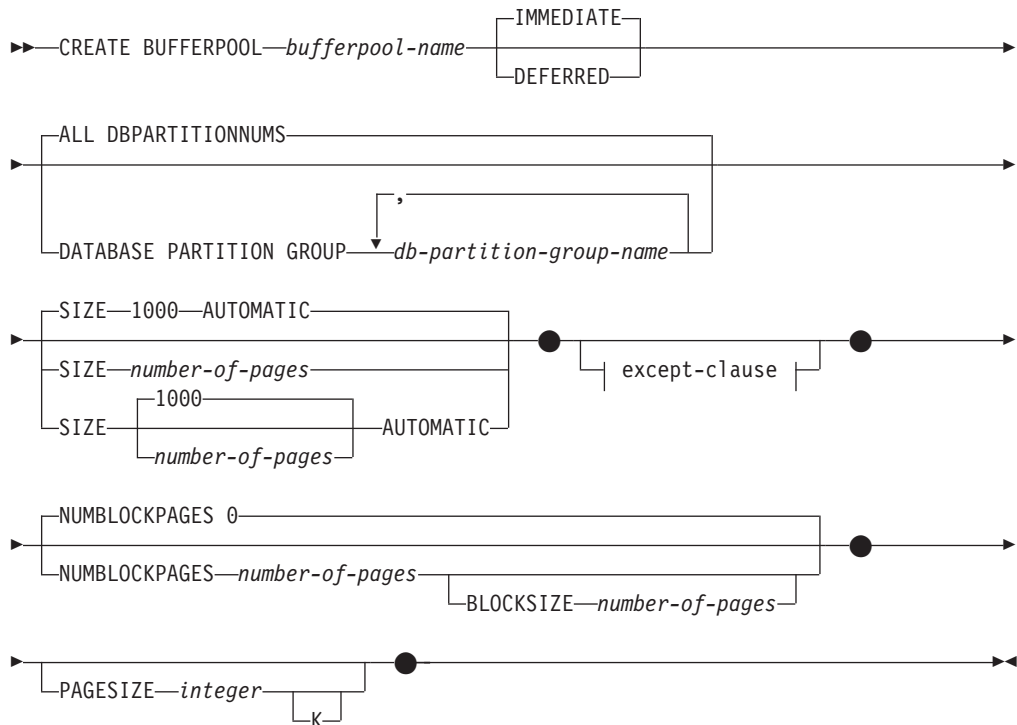 IMMEDIATE
CREATE BUFFERPOOL bufferpool-name
DEFERRED
ALL DBPARTITIONNUMS
,
DATABASE PARTITION GROUP db-partition-group-name
SIZE 1000 AUTOMATIC
SIZE number-of-pages
except-clause
1000
SIZE AUTOMATIC
number-of-pages
NUMBLOCKPAGES 0
NUMBLOCKPAGES number-of-pages
BLOCKSIZE number-of-pages
PAGESIZE integer
K